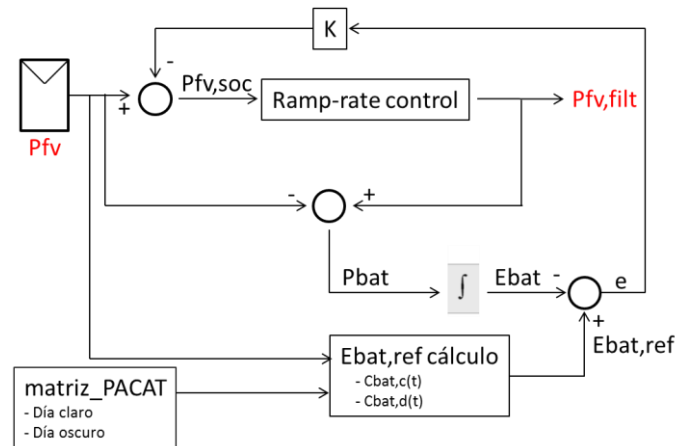 K
-
Pfv,soc
+
Ramp-rate control
Pfv,filt
Pfv
-
+
Pbat
∫
Ebat
-
e
+
Ebat,ref
Ebat,ref cálculo
- Cbat,c(t)
- Cbat,d(t)
matriz_PACAT
- Día claro
- Día oscuro